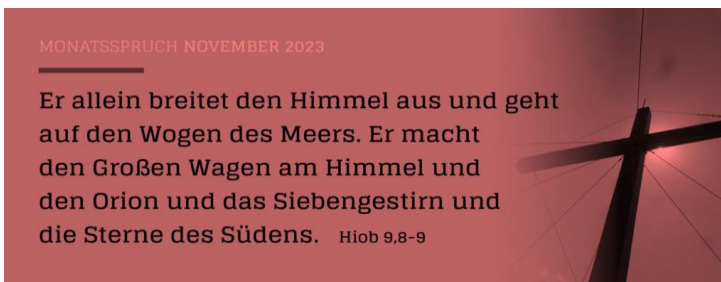 MONATSSPRUCH NOVEMBER 2023
Er allein breitet den Himmel aus und geht
auf den Wogen des Meers. Er macht
den Großen Wagen am Himmel und
den Orion und das Siebengestirn und
die Sterne des Südens. Hiob 9,8-9